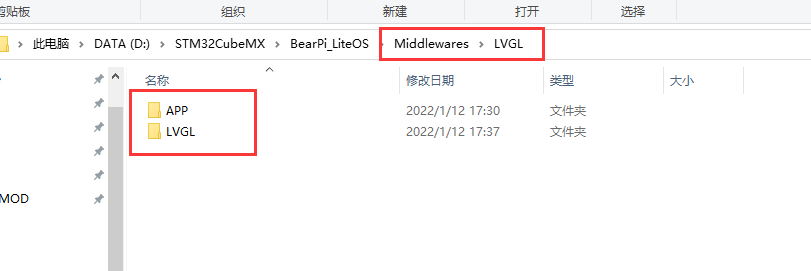 剪贴板 组织 新建 打开 选择
此电脑 > DATA (D:) > STM32CubeMX > BearPi_LiteOS > Middlewares > LVGL
名称 修改日期 类型 大小
APP 2022/1/12 17:30 文件夹
LVGL 2022/1/12 17:37 文件夹
MOD